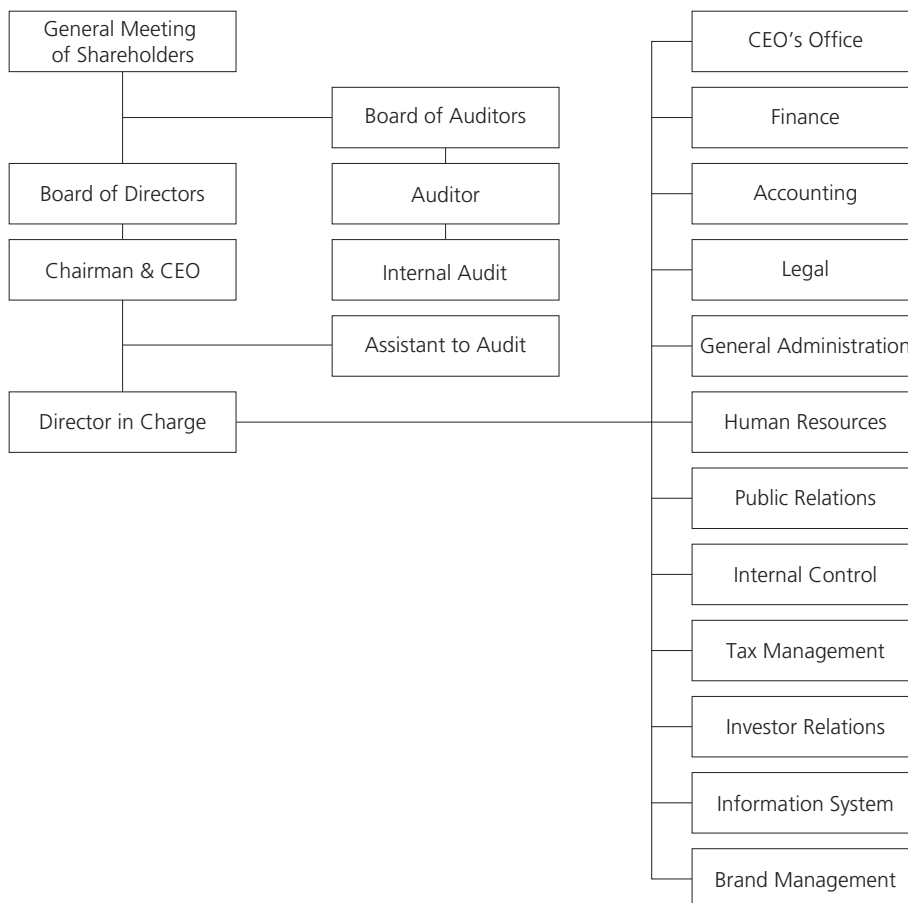 General Meeting
of Shareholders
Board of Directors
Chairman & CEO
Director in Charge
Board of Auditors
Auditor
Internal Audit
Assistant to Audit
CEO’s Office
Finance
Accounting
Legal
General Administration
Human Resources
Public Relations
Internal Control
Tax Management
Investor Relations
Information System
Brand Management